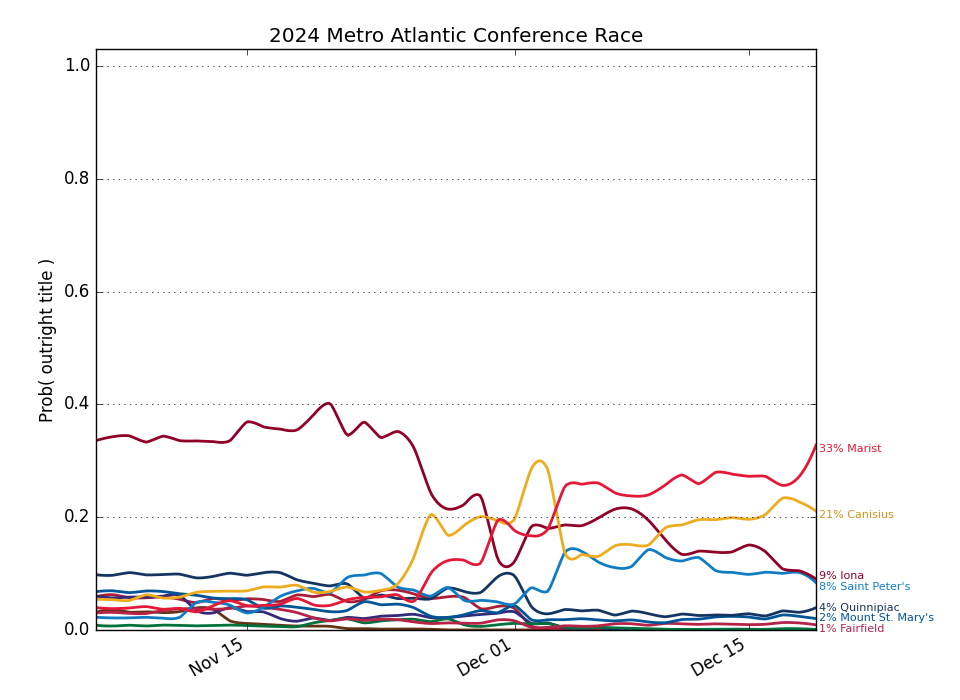 2024 Metro Atlantic Conference Race
1.0
0.8
0.6
0.4
0.2
0.0
Prob( outright title )
33% Marist
21% Canisius
9% Iona
8% Saint Peter's
4% Quinnipiac
2% Mount St. Mary's
1% Fairfield
Nov 15
Dec 01
Dec 15